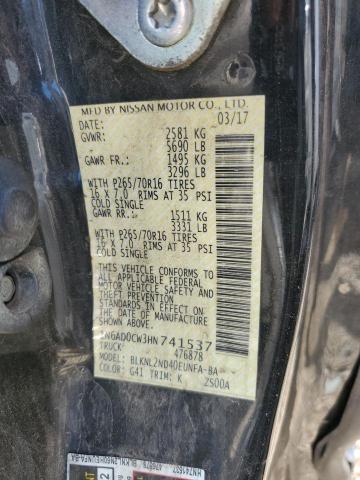 MFD BY NISSAN MOTOR CO., LTD.
DATE: 03/17
GVWR: 2581 KG
5690 LB
GAWR FR.: 1495 KG
3296 LB
WITH P265/70R16 TIRES
16 X 7.0 RIMS AT 35 PSI
COLD SINGLE
GAWR RR.: 1511 KG
3331 LB
WITH P265/70R16 TIRES
16 X 7.0 RIMS AT 35 PSI
COLD SINGLE
THIS VEHICLE CONFORMS TO
ALL APPLICABLE FEDERAL
MOTOR VEHICLE SAFETY AND
THEFT PREVENTION STANDARDS
IN EFFECT ON THE DATE OF
MANUFACTURE SHOWN ABOVE.
1N6AD0CW3HN741537
TRUCK 476878
MODEL: BLKNL2ND40EUNFA-BA
COLOR: G41 TRIM: K 2S00A
HN741537
476878